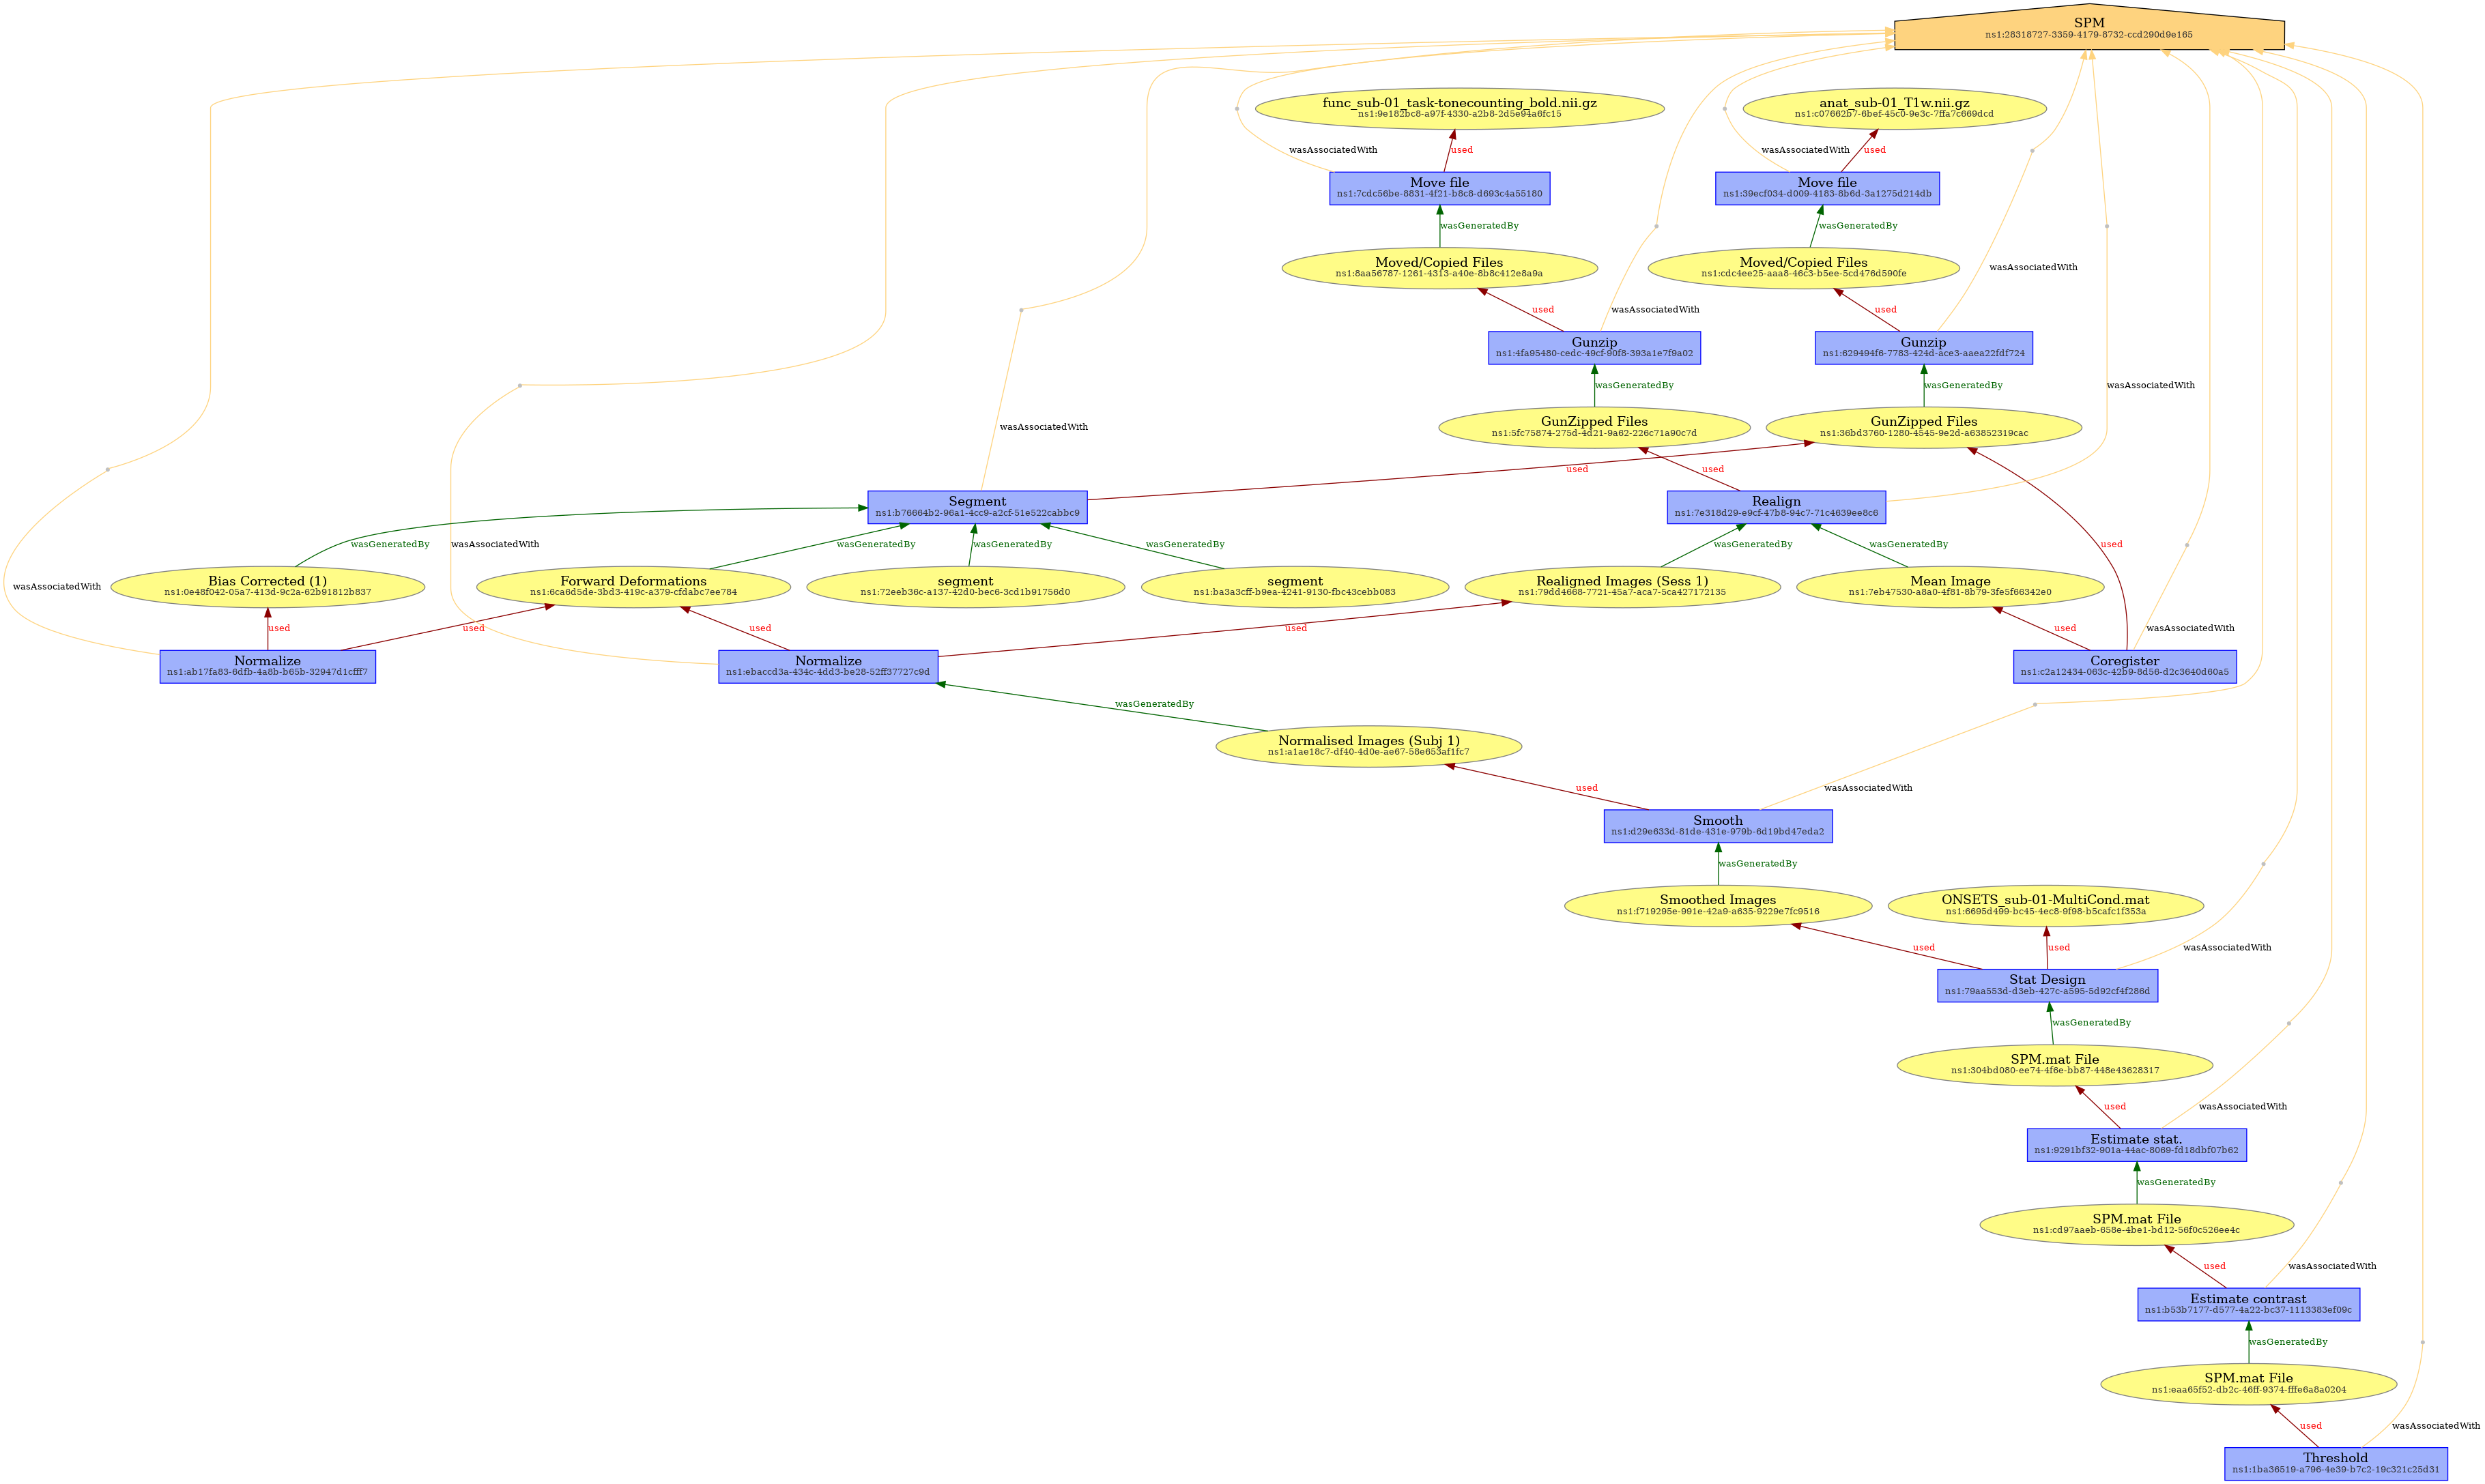 SPM
ns1:28318727-3359-4179-8732-ccd290d9e165
func_sub-01_task-tonecounting_bold.nii.gz
ns1:9e182bc8-a97f-4330-a2b8-2d5e94a6fc15
anat_sub-01_T1w.nii.gz
ns1:c07662b7-6bef-45c0-9e3c-7ffa7c669dcd
wasAssociatedWith
used
wasAssociatedWith
used
Move file
ns1:7cdc56be-8831-4f21-b8c8-d693c4a55180
Move file
ns1:39ecf034-d009-4183-8b6d-3a1275d214db
wasGeneratedBy
wasGeneratedBy
Moved/Copied Files
ns1:8aa56787-1261-4313-a40e-8b8c412e8a9a
Moved/Copied Files
ns1:cdc4ee25-aaa8-46c3-b5ee-5cd476d590fe
wasAssociatedWith
used
wasAssociatedWith
used
Gunzip
ns1:4fa95480-cedc-49cf-90f8-393a1e7f9a02
Gunzip
ns1:629494f6-7783-424d-ace3-aaea22fdf724
wasGeneratedBy
wasGeneratedBy
wasAssociatedWith
GunZipped Files
ns1:5fc75874-275d-4d21-9a62-226c71a90c7d
GunZipped Files
ns1:36bd3760-1280-4545-9e2d-a63852319cac
wasAssociatedWith
used
used
Segment
ns1:b76664b2-96a1-4cc9-a2cf-51e522cabbc9
Realign
ns1:7e318d29-e9cf-47b8-94c7-71c4639ee8c6
wasGeneratedBy
wasAssociatedWith
wasGeneratedBy
wasGeneratedBy
wasGeneratedBy
wasGeneratedBy
wasGeneratedBy
used
wasAssociatedWith
Bias Corrected (1)
ns1:0e48f042-05a7-413d-9c2a-62b91812b837
Forward Deformations
ns1:6ca6d5de-3bd3-419c-a379-cfdabc7ee784
segment
ns1:72eeb36c-a137-42d0-bec6-3cd1b91756d0
segment
ns1:ba3a3cff-b9ea-4241-9130-fbc43cebb083
Realigned Images (Sess 1)
ns1:79dd4668-7721-45a7-aca7-5ca427172135
Mean Image
ns1:7eb47530-a8a0-4f81-8b79-3fe5f66342e0
used
used
used
used
used
wasAssociatedWith
Normalize
ns1:ab17fa83-6dfb-4a8b-b65b-32947d1cfff7
Normalize
ns1:ebaccd3a-434c-4dd3-be28-52ff37727c9d
Coregister
ns1:c2a12434-063c-42b9-8d56-d2c3640d60a5
wasGeneratedBy
Normalised Images (Subj 1)
ns1:a1ae18c7-df40-4d0e-ae67-58e653af1fc7
used
wasAssociatedWith
Smooth
ns1:d29e633d-81de-431e-979b-6d19bd47eda2
wasGeneratedBy
Smoothed Images
ns1:f719295e-991e-42a9-a635-9229e7fc9516
ONSETS_sub-01-MultiCond.mat
ns1:6695d499-bc45-4ec8-9f98-b5cafc1f353a
used
used
wasAssociatedWith
Stat Design
ns1:79aa553d-d3eb-427c-a595-5d92cf4f286d
wasGeneratedBy
SPM.mat File
ns1:304bd080-ee74-4f6e-bb87-448e43628317
used
wasAssociatedWith
Estimate stat.
ns1:9291bf32-901a-44ac-8069-fd18dbf07b62
wasGeneratedBy
SPM.mat File
ns1:cd97aaeb-658e-4be1-bd12-56f0c526ee4c
used
wasAssociatedWith
Estimate contrast
ns1:b53b7177-d577-4a22-bc37-1113383ef09c
wasGeneratedBy
SPM.mat File
ns1:eaa65f52-db2c-46ff-9374-fffe6a8a0204
used
wasAssociatedWith
Threshold
ns1:1ba36519-a796-4e39-b7c2-19c321c25d31